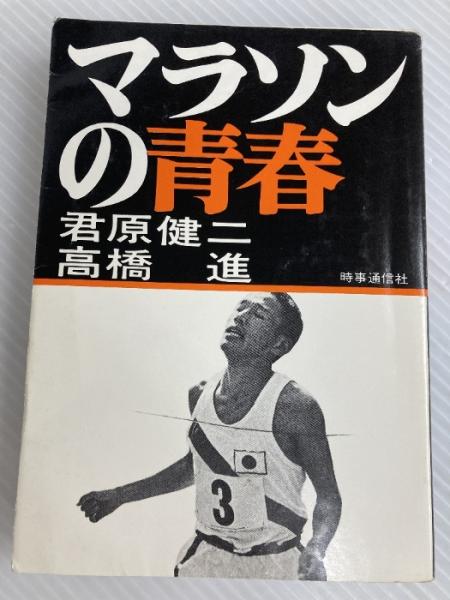 マラソン
の青春
君原健二
高橋 進
時事通信社
3